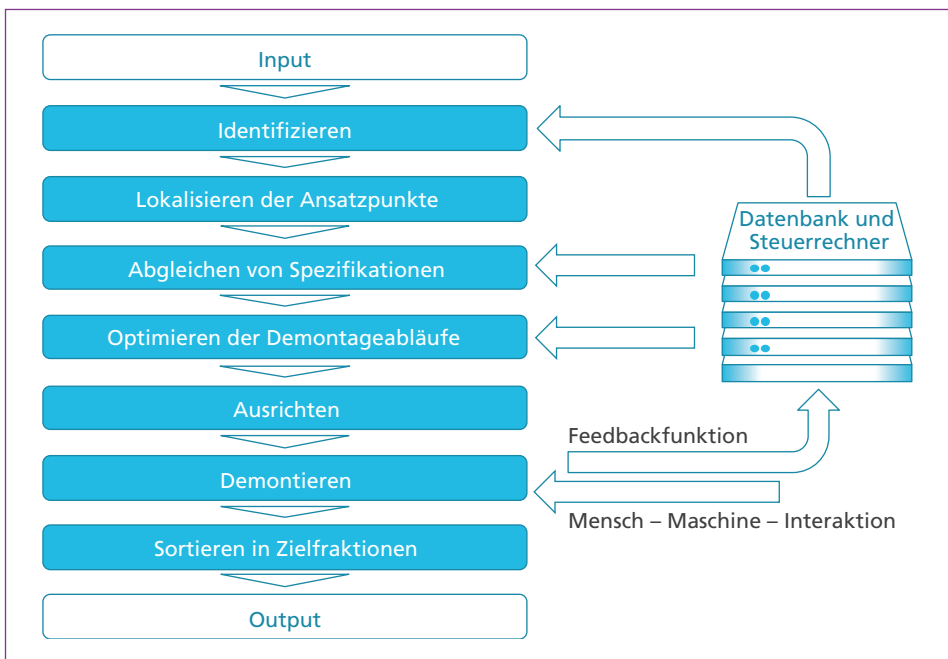 Input
Identifizieren
Lokalisieren der Ansatzpunkte
Abgleichen von Spezifikationen
Optimieren der Demontageabläufe
Ausrichten
Demontieren
Sortieren in Zielfraktionen
Output
Datenbank und
Steuerrechner
Feedbackfunktion
Mensch – Maschine – Interaktion